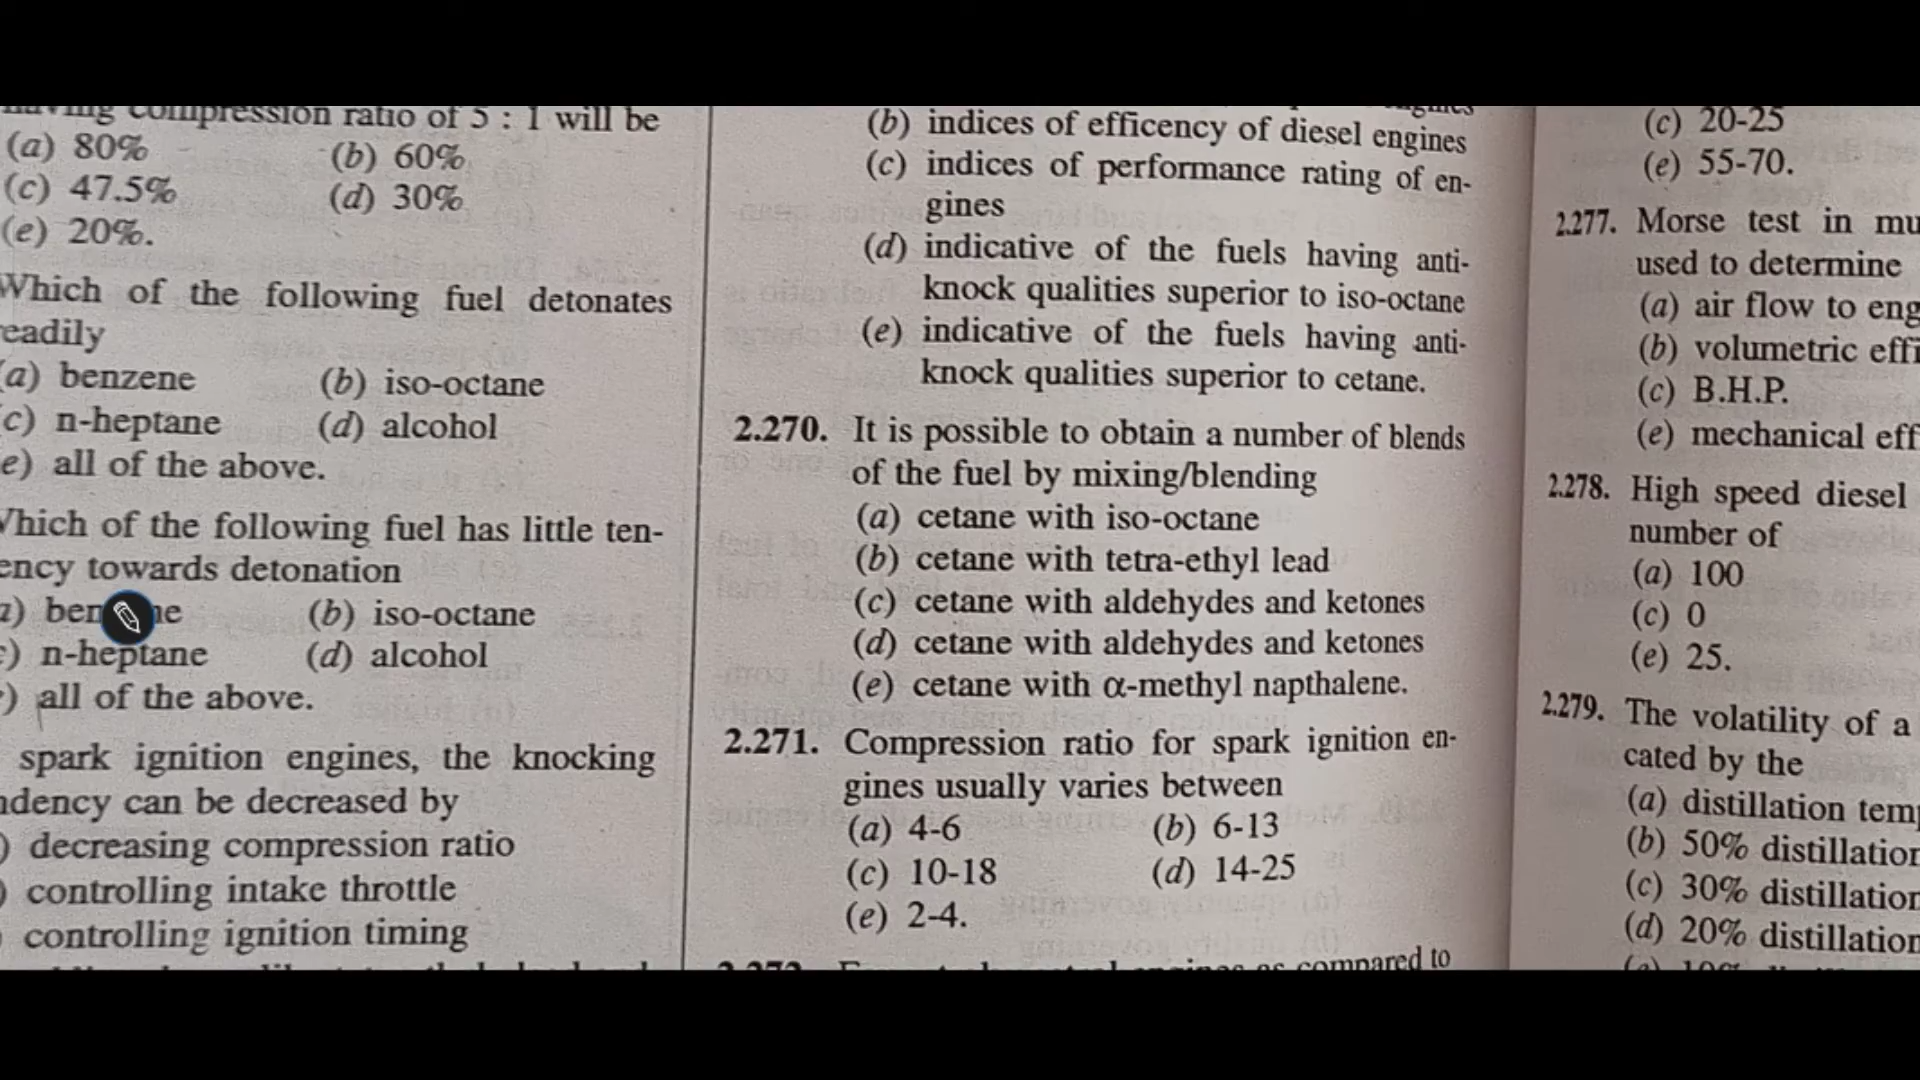 compression ratio of 5 : 1 will be
(a) 80% (b) 60%
(c) 47.5% (d) 30%
(e) 20%.
Which of the following fuel detonates
eadily
(a) benzene (b) iso-octane
c) n-heptane (d) alcohol
e) all of the above.
Which of the following fuel has little ten-
ency towards detonation
ben ne (b) iso-octane
) n-heptane (d) alcohol
) all of the above.
spark ignition engines, the knocking
ndency can be decreased by
) decreasing compression ratio
) controlling intake throttle
controlling ignition timing
engines
(b) indices of efficency of diesel engines
(c) indices of performance rating of en-
gines
(d) indicative of the fuels having anti-
knock qualities superior to iso-octane
(e) indicative of the fuels having anti-
knock qualities superior to cetane.
2.270. It is possible to obtain a number of blends
of the fuel by mixing/blending
(a) cetane with iso-octane
(b) cetane with tetra-ethyl lead
(c) cetane with aldehydes and ketones
(d) cetane with aldehydes and ketones
(e) cetane with α-methyl napthalene.
2.271. Compression ratio for spark ignition en-
gines usually varies between
(a) 4-6 (b) 6-13
(c) 10-18 (d) 14-25
(e) 2-4.
compared to
(c) 20-25
(e) 55-70.
2.277. Morse test in mu
used to determine
(a) air flow to eng
(b) volumetric effi
(c) B.H.P.
(e) mechanical eff
2.278. High speed diesel
number of
(a) 100
(c) 0
(e) 25.
2.279. The volatility of a
cated by the
(a) distillation temp
(b) 50% distillation
(c) 30% distillation
(d) 20% distillation